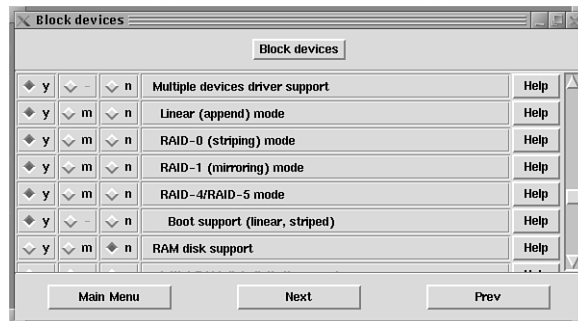 Block devices
Block devices
y - n Multiple devices driver support Help
y m n Linear (append) mode Help
y m n RAID-0 (striping) mode Help
y m n RAID-1 (mirroring) mode Help
y m n RAID-4/RAID-5 mode Help
y - n Boot support (linear, striped) Help
y m n RAM disk support Help
Main Menu Next Prev